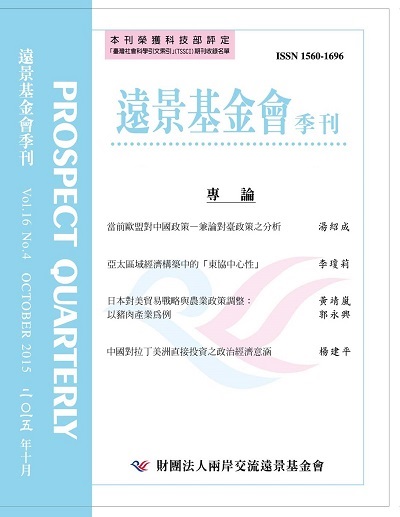 遠景基金會季刊 Vol.16 No.4 OCTOBER 2015 二〇一五年十月
PROSPECT QUARTERLY
本刊榮獲科技部評定
「臺灣社會科學引文索引」(TSSCI)期刊收錄名單
ISSN 1560-1696
遠景基金會季刊
專 論
當前歐盟對中國政策－兼論對臺政策之分析 湯紹成
亞太區域經濟構築中的「東協中心性」 李瓊莉
日本對美貿易戰略與農業政策調整： 黃靖嵐
以豬肉產業為例 郭永興
中國對拉丁美洲直接投資之政治經濟意涵 楊建平
財團法人兩岸交流遠景基金會